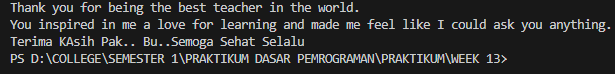 Thank you for being the best teacher in the world.
You inspired in me a love for learning and made me feel like I could ask you anything.
Terima KAsih Pak.. Bu..Semoga Sehat Selalu
PS D:\COLLEGE\SEMESTER 1\PRAKTIKUM DASAR PEMROGRAMAN\PRAKTIKUM\WEEK 13>